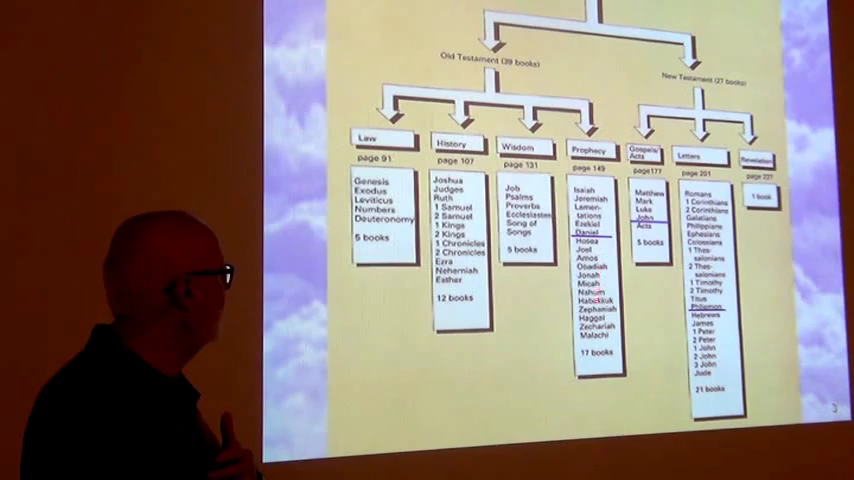 Old Testament (39 books)
New Testament (27 books)
Law
page 91
Genesis
Exodus
Leviticus
Numbers
Deuteronomy
5 books
History
page 107
Joshua
Judges
Ruth
1 Samuel
2 Samuel
1 Kings
2 Kings
1 Chronicles
2 Chronicles
Ezra
Nehemiah
Esther
12 books
Wisdom
page 131
Job
Psalms
Proverbs
Ecclesiastes
Song of
Songs
5 books
Prophecy
page 149
Isaiah
Jeremiah
Lamen-
tations
Ezekiel
Daniel
Hosea
Joel
Amos
Obadiah
Jonah
Micah
Nahum
Habakkuk
Zephaniah
Haggai
Zechariah
Malachi
17 books
Gospels/
Acts
page 177
Matthew
Mark
Luke
John
Acts
5 books
Letters
page 201
Romans
1 Corinthians
2 Corinthians
Galatians
Philippians
Ephesians
Colossians
1 Thes-
salonians
2 Thes-
salonians
1 Timothy
2 Timothy
Titus
Philemon
Hebrews
James
1 Peter
2 Peter
1 John
2 John
3 John
Jude
21 books
Revelation
page 227
1 book
3